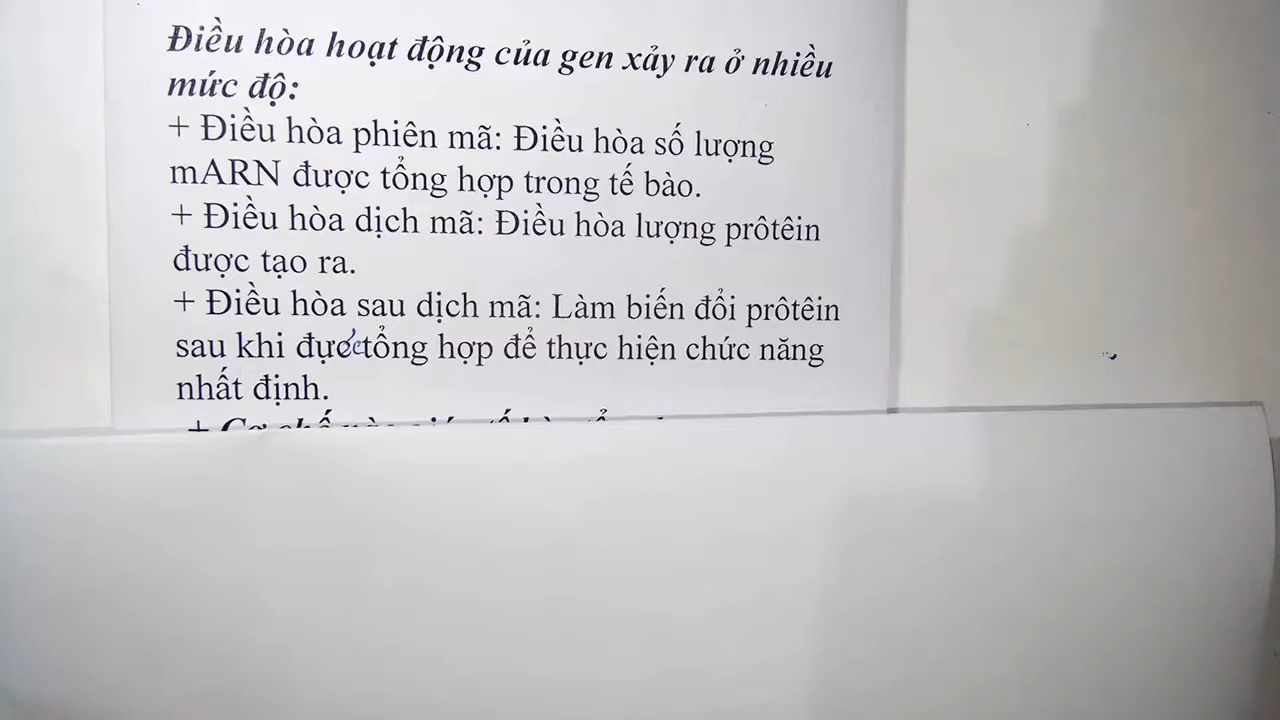 Điều hòa hoạt động của gen xảy ra ở nhiều
mức độ:
+ Điều hòa phiên mã: Điều hòa số lượng
mARN được tổng hợp trong tế bào.
+ Điều hòa dịch mã: Điều hòa lượng prôtêin
được tạo ra.
+ Điều hòa sau dịch mã: Làm biến đổi prôtêin
sau khi được tổng hợp để thực hiện chức năng
nhất định.
+ Cơ chế